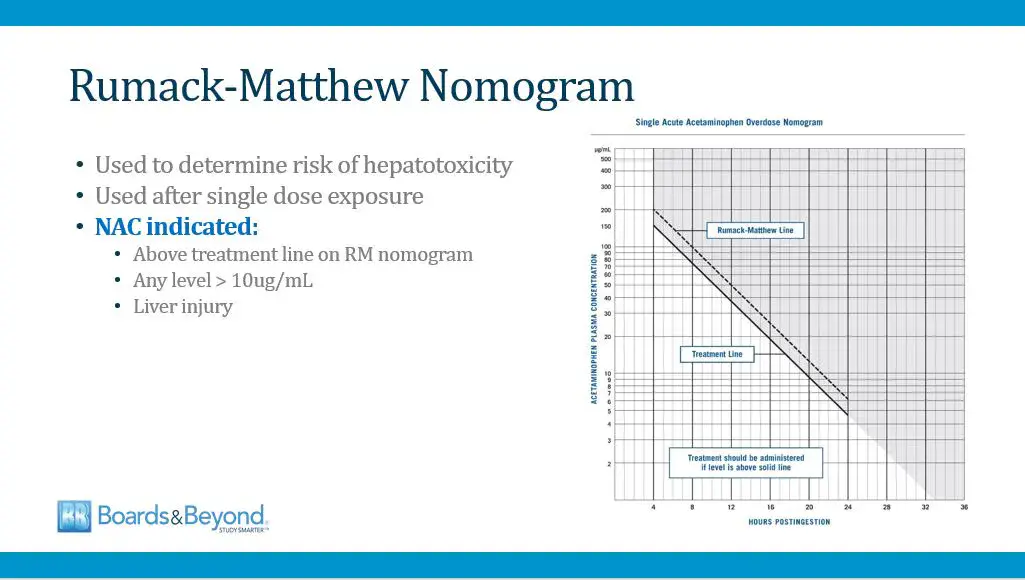 Rumack-Matthew Nomogram
• Used to determine risk of hepatotoxicity
• Used after single dose exposure
• NAC indicated:
• Above treatment line on RM nomogram
• Any level > 10ug/mL
• Liver injury
Single Acute Acetaminophen Overdose Nomogram
µg/mL
500
400
300
200
150
100
90
80
70
60
50
40
30
20
10
9
8
7
6
5
4
3
2
ACETAMINOPHEN PLASMA CONCENTRATION
Rumack-Matthew Line
Treatment Line
Treatment should be administered
if level is above solid line
4 8 12 16 20 24 28 32 36
HOURS POSTINGESTION
BB Boards&Beyond®
STUDY SMARTER™